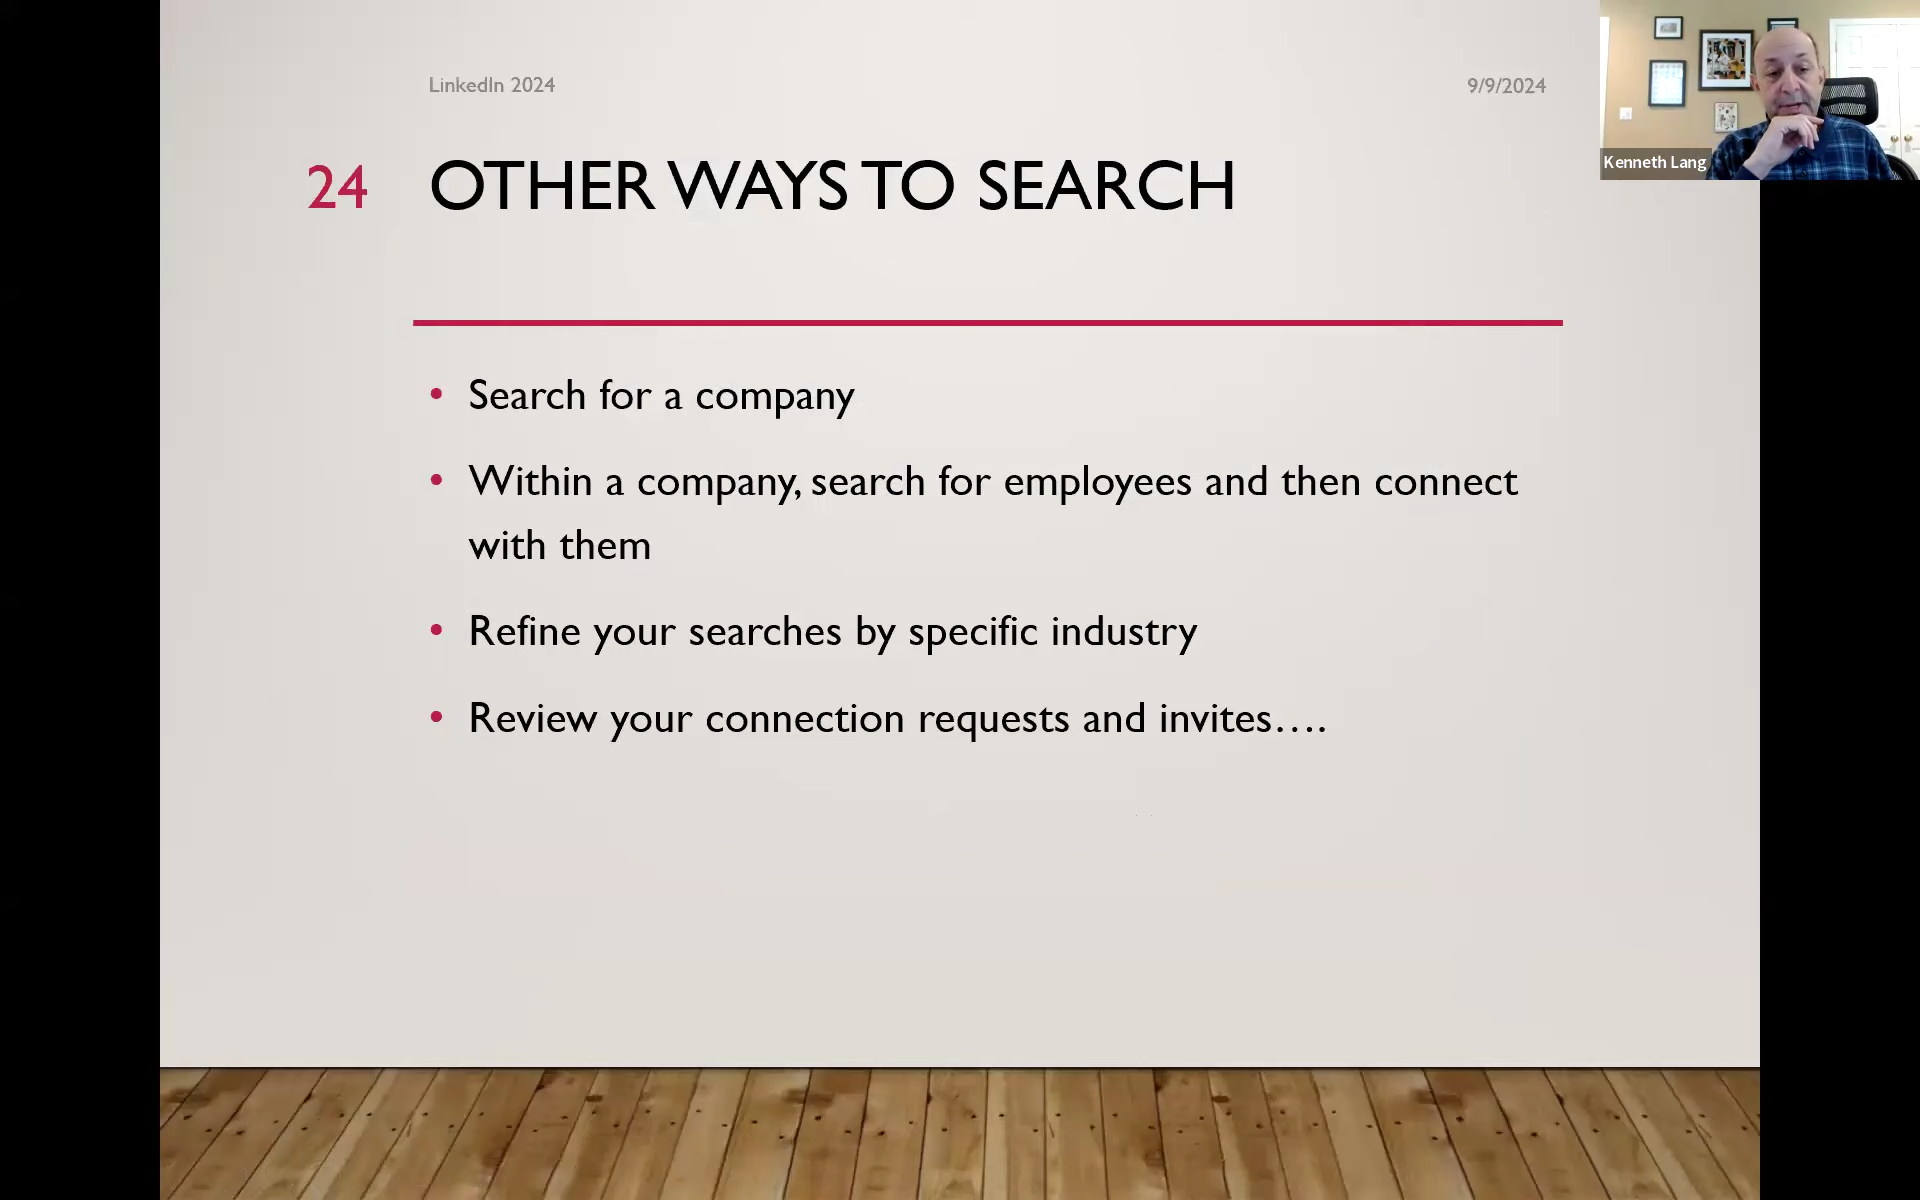 LinkedIn 2024
9/9/2024
Kenneth Lang
24
OTHER WAYS TO SEARCH
• Search for a company
• Within a company, search for employees and then connect
with them
• Refine your searches by specific industry
• Review your connection requests and invites….